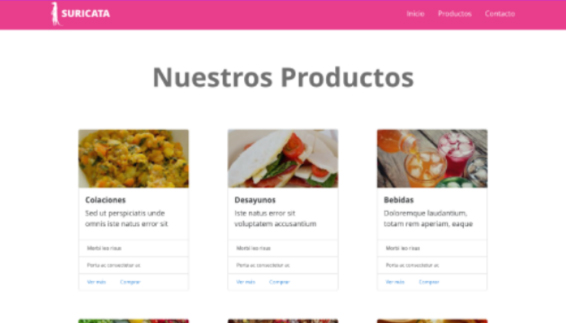 SURICATA
Inicio Productos Contacto
Nuestros Productos
Colaciones
Sed ut perspiciatis unde
omnis iste natus error sit
Morbi leo risus
Porta ac consectetur ac
Ver más Comprar
Desayunos
Iste natus error sit
voluptatem accusantium
Morbi leo risus
Porta ac consectetur ac
Ver más Comprar
Bebidas
Doloremque laudantium,
totam rem aperiam, eaque
Morbi leo risus
Porta ac consectetur ac
Ver más Comprar